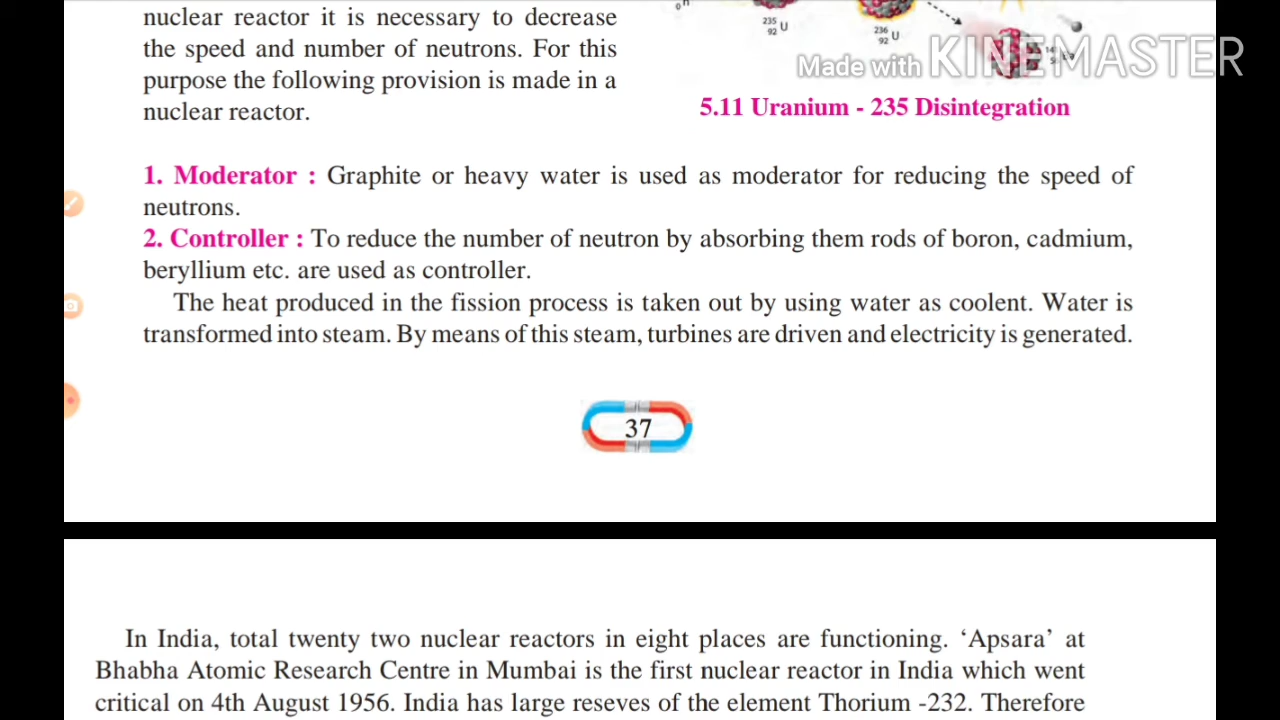 nuclear reactor it is necessary to decrease
the speed and number of neutrons. For this
purpose the following provision is made in a
nuclear reactor.
235
92 U
236
92 U
Made with KINEMASTER
5.11 Uranium - 235 Disintegration
1. Moderator : Graphite or heavy water is used as moderator for reducing the speed of
neutrons.
2. Controller : To reduce the number of neutron by absorbing them rods of boron, cadmium,
beryllium etc. are used as controller.
The heat produced in the fission process is taken out by using water as coolent. Water is
transformed into steam. By means of this steam, turbines are driven and electricity is generated.
37
In India, total twenty two nuclear reactors in eight places are functioning. ‘Apsara’ at
Bhabha Atomic Research Centre in Mumbai is the first nuclear reactor in India which went
critical on 4th August 1956. India has large reseves of the element Thorium -232. Therefore